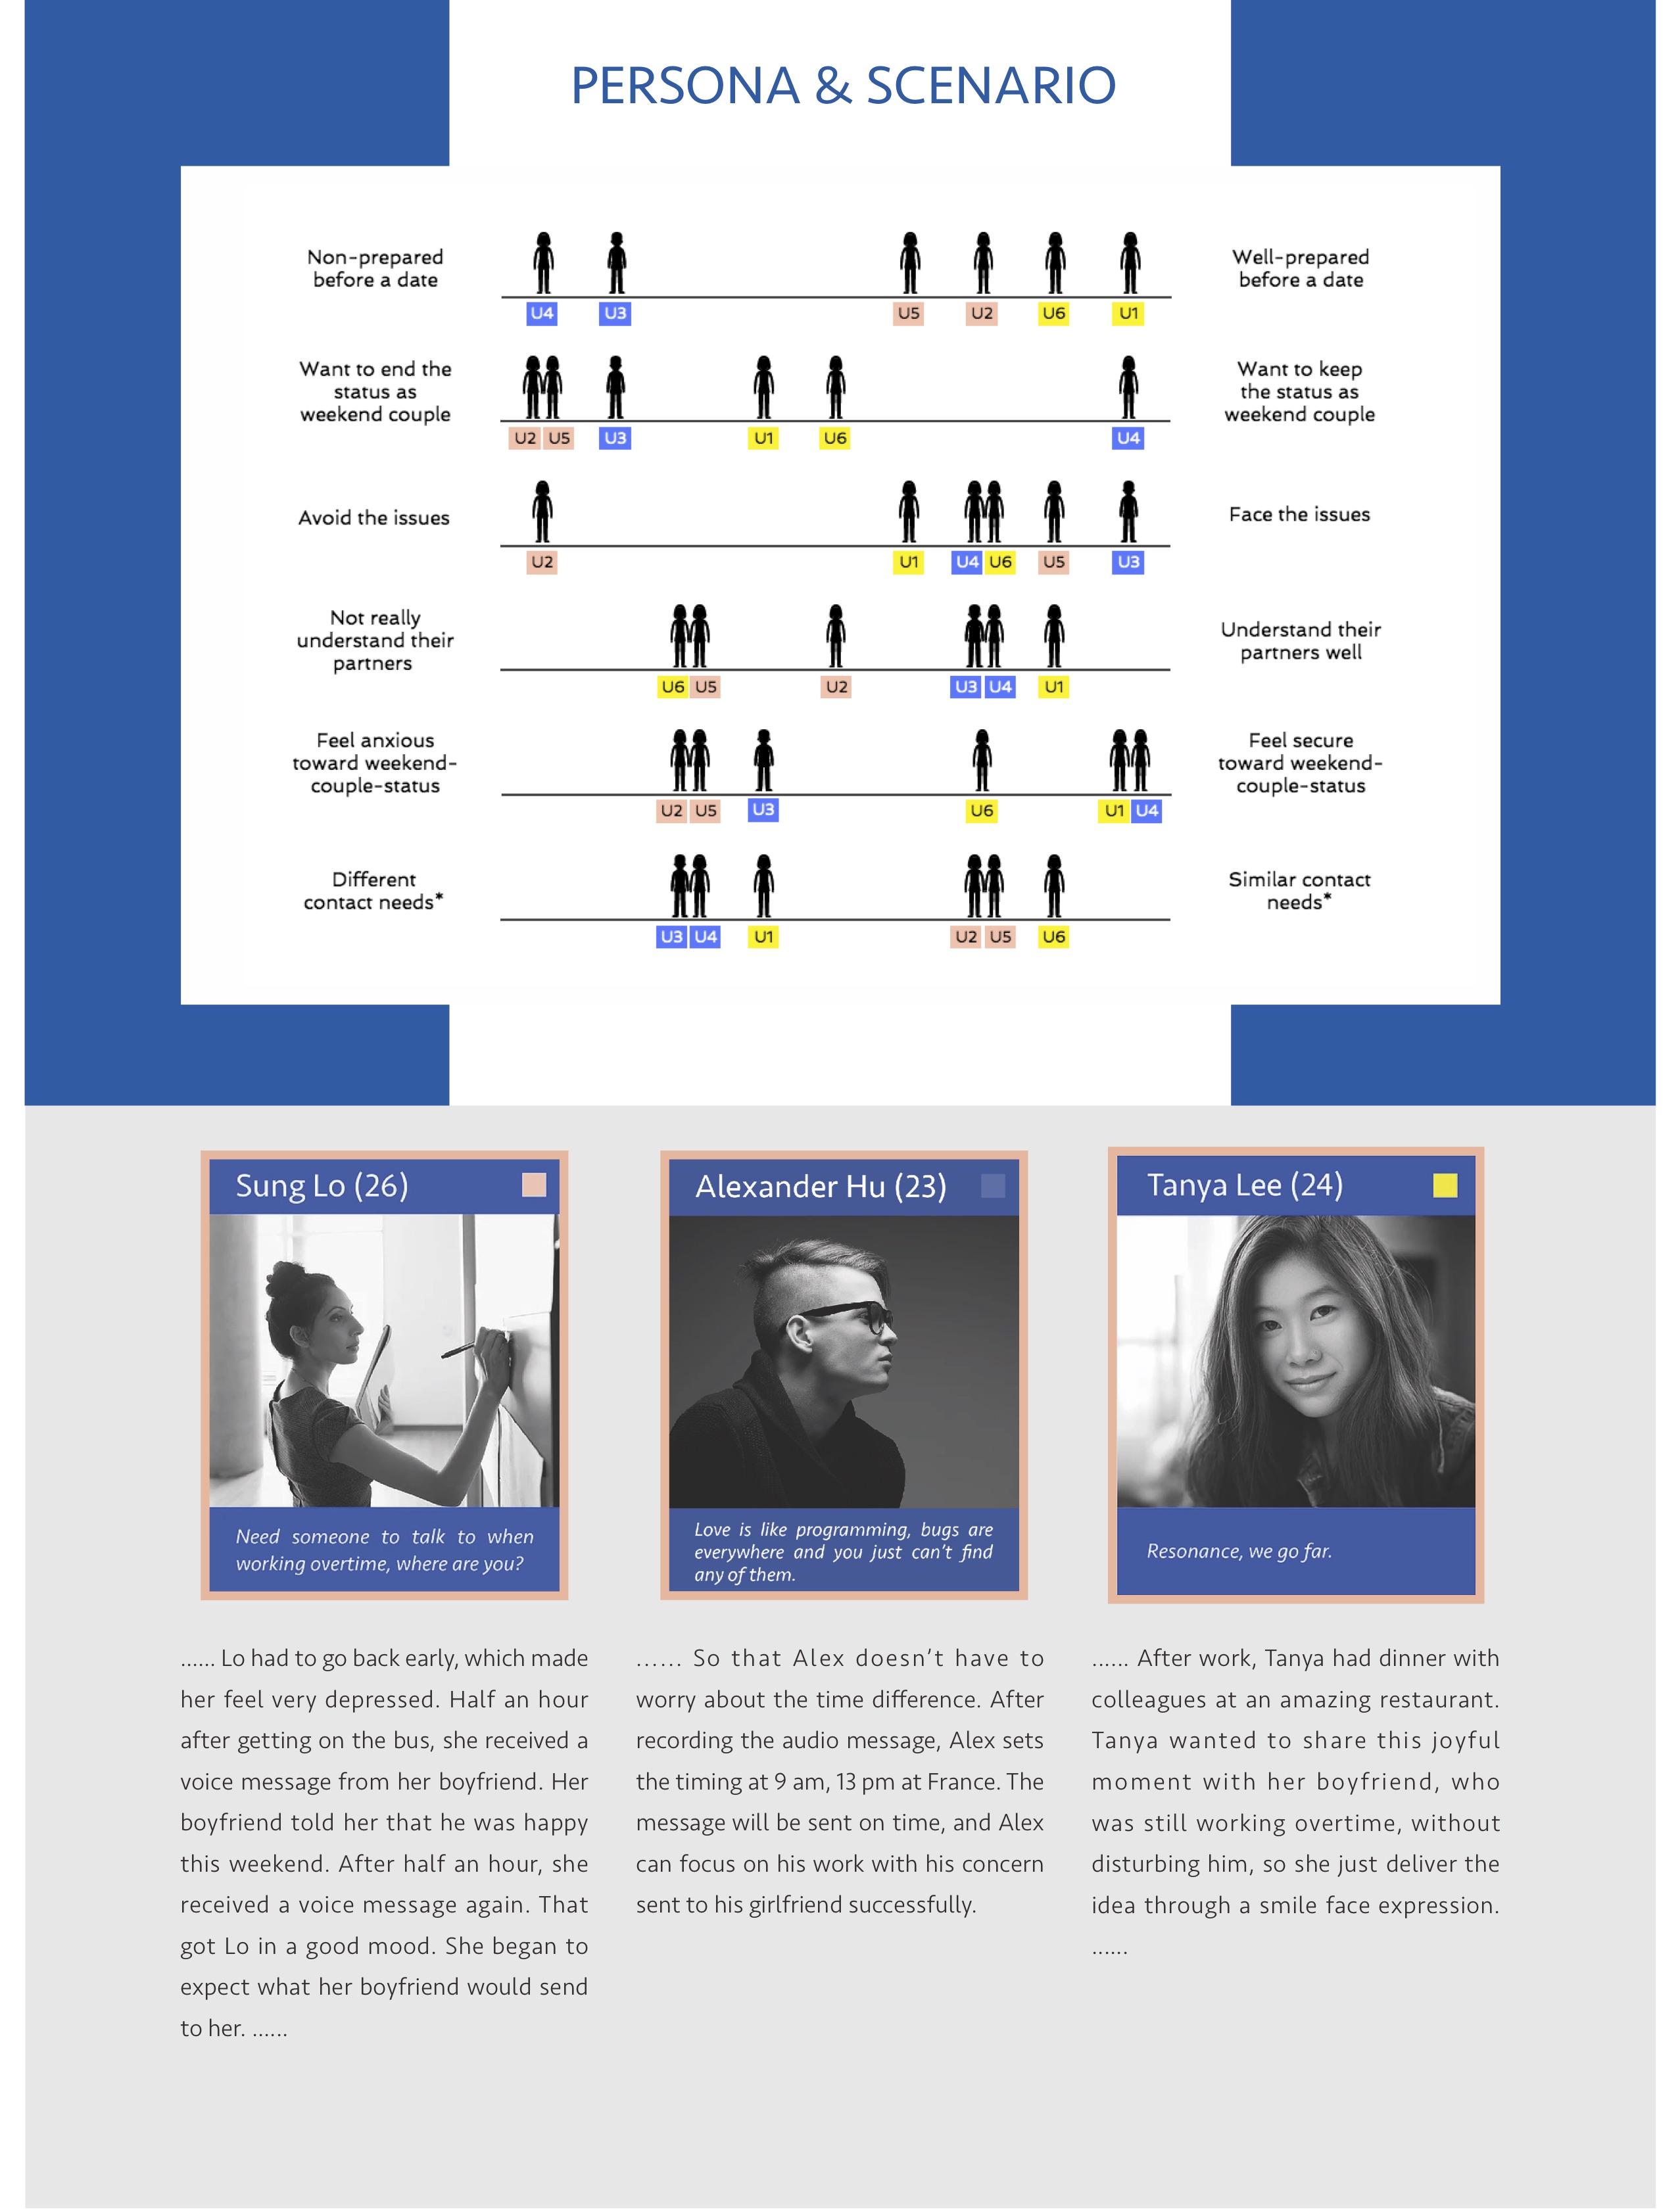 PERSONA & SCENARIO
Non-prepared
before a date
Well-prepared
before a date
U4 U3 U5 U2 U6 U1
Want to end the
status as
weekend couple
Want to keep
the status as
weekend couple
U2 U5 U3 U1 U6 U4
Avoid the issues
Face the issues
U2 U1 U4 U6 U5 U3
Not really
understand their
partners
Understand their
partners well
U6 U5 U2 U3 U4 U1
Feel anxious
toward weekend-
couple-status
Feel secure
toward weekend-
couple-status
U2 U5 U3 U6 U1 U4
Different
contact needs*
Similar contact
needs*
U3 U4 U1 U2 U5 U6
Sung Lo (26)
Need someone to talk to when
working overtime, where are you?
...... Lo had to go back early, which made
her feel very depressed. Half an hour
after getting on the bus, she received a
voice message from her boyfriend. Her
boyfriend told her that he was happy
this weekend. After half an hour, she
received a voice message again. That
got Lo in a good mood. She began to
expect what her boyfriend would send
to her. ......
Alexander Hu (23)
Love is like programming, bugs are
everywhere and you just can't find
any of them.
...... So that Alex doesn't have to
worry about the time difference. After
recording the audio message, Alex sets
the timing at 9 am, 13 pm at France. The
message will be sent on time, and Alex
can focus on his work with his concern
sent to his girlfriend successfully.
Tanya Lee (24)
Resonance, we go far.
...... After work, Tanya had dinner with
colleagues at an amazing restaurant.
Tanya wanted to share this joyful
moment with her boyfriend, who
was still working overtime, without
disturbing him, so she just deliver the
idea through a smile face expression.
......